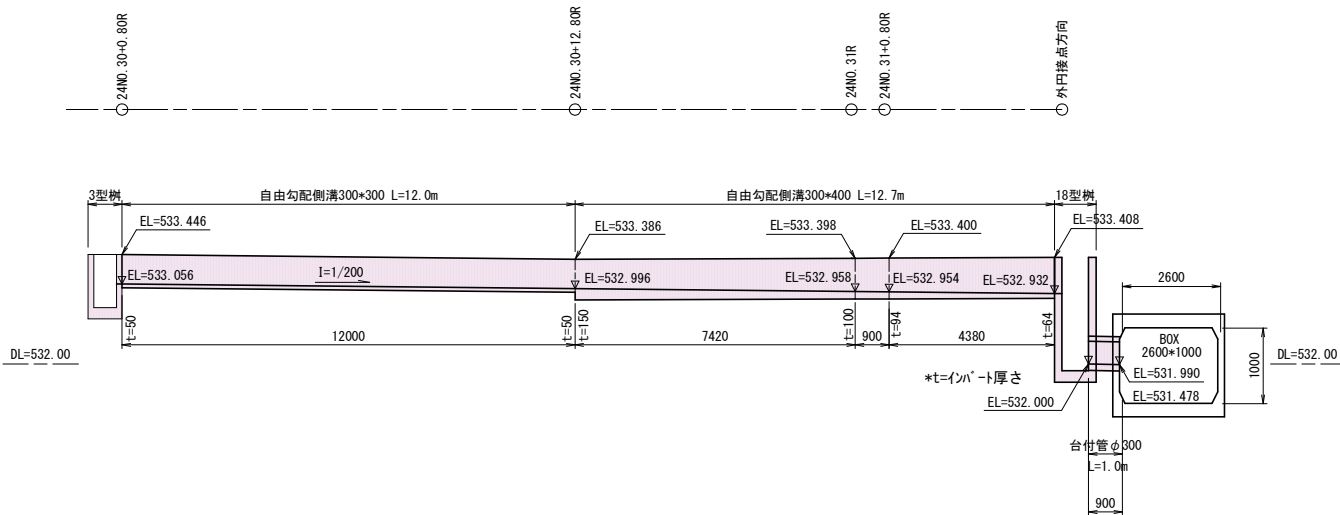 24NO.30+0.80R
24NO.30+12.80R
24NO.31R
24NO.31+0.80R
外円接点方向
3型桝
自由勾配側溝300*300 L=12.0m
自由勾配側溝300*400 L=12.7m
18型桝
EL=533.446
EL=533.386
EL=533.398
EL=533.400
EL=533.408
EL=533.056
I=1/200
EL=532.996
EL=532.958
EL=532.954
EL=532.932
2600
t=50
12000
t=50
t=150
7420
t=100
900
t=94
4380
t=64
BOX
2600*1000
1000
DL=532.00
DL=532.00
*t=インバート厚さ
EL=531.990
EL=532.000
EL=531.478
台付管φ300
L=1.0m
900